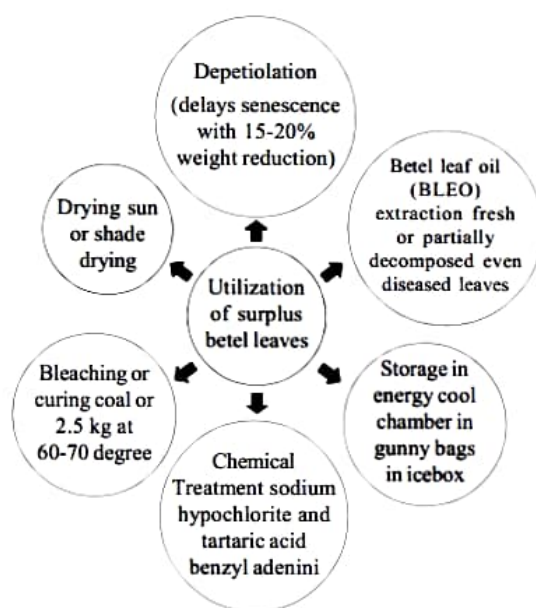 Depetiolation
(delays senescence
with 15-20%
weight reduction)
Betel leaf oil
(BLEO)
extraction fresh
or partially
decomposed even
diseased leaves
Drying sun
or shade
drying
Utilization
of surplus
betel leaves
Bleaching or
curing coal or
2.5 kg at
60-70 degree
Storage in
energy cool
chamber in
gunny bags
in icebox
Chemical
Treatment sodium
hypochlorite and
tartaric acid
benzyl adenini